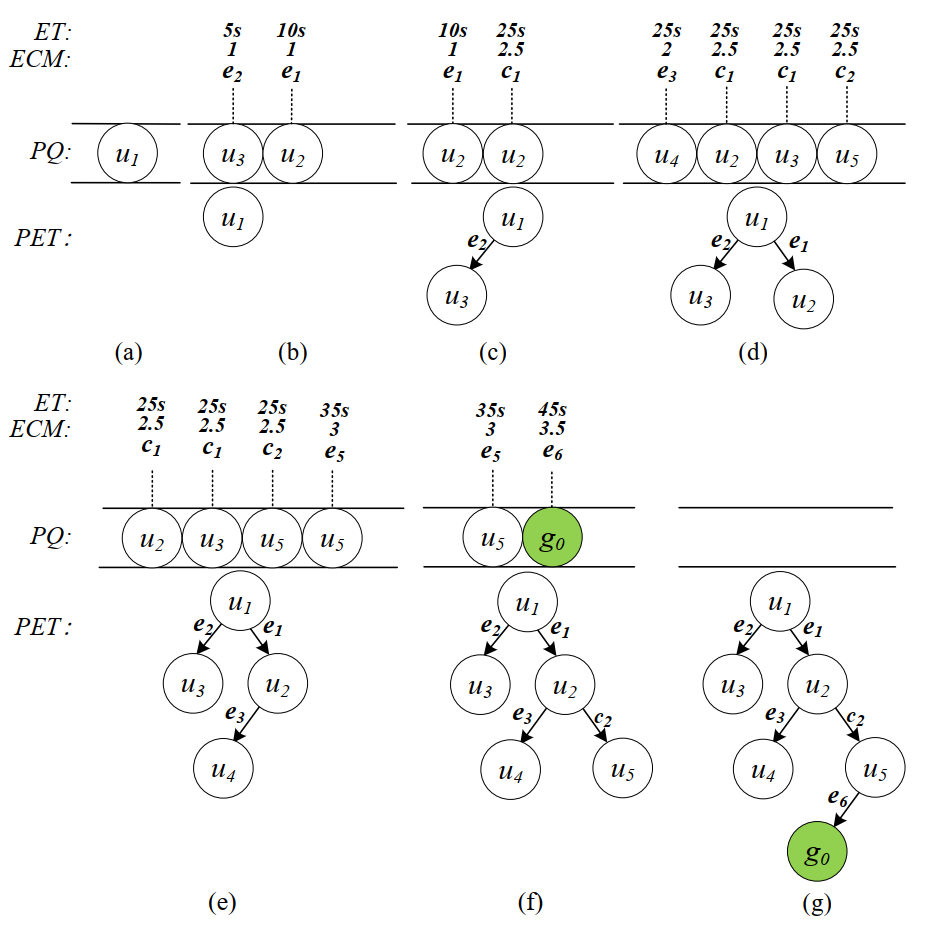 ET: 5s 10s 10s 25s 25s 25s 25s 25s
ECM: 1 1 1 2.5 2 2.5 2.5 2.5
e2 e1 e1 c1 e3 c1 c1 c2
PQ: u1 u3 u2 u2 u2 u4 u2 u3 u5
u1 u1 u1
PET: e2 e2 e1
u3 u3 u2
(a) (b) (c) (d)
ET: 25s 25s 25s 35s 35s 45s
ECM: 2.5 2.5 2.5 3 3 3.5
c1 c1 c2 e5 e5 e6
PQ: u2 u3 u5 u5 u5 g0
u1 u1 u1
PET: e2 e1 e2 e1 e2 e1
u3 u2 u3 u2 u3 u2
e3 e3 c2 e3 c2
u4 u4 u5 u4 u5
e6
g0
(e) (f) (g)